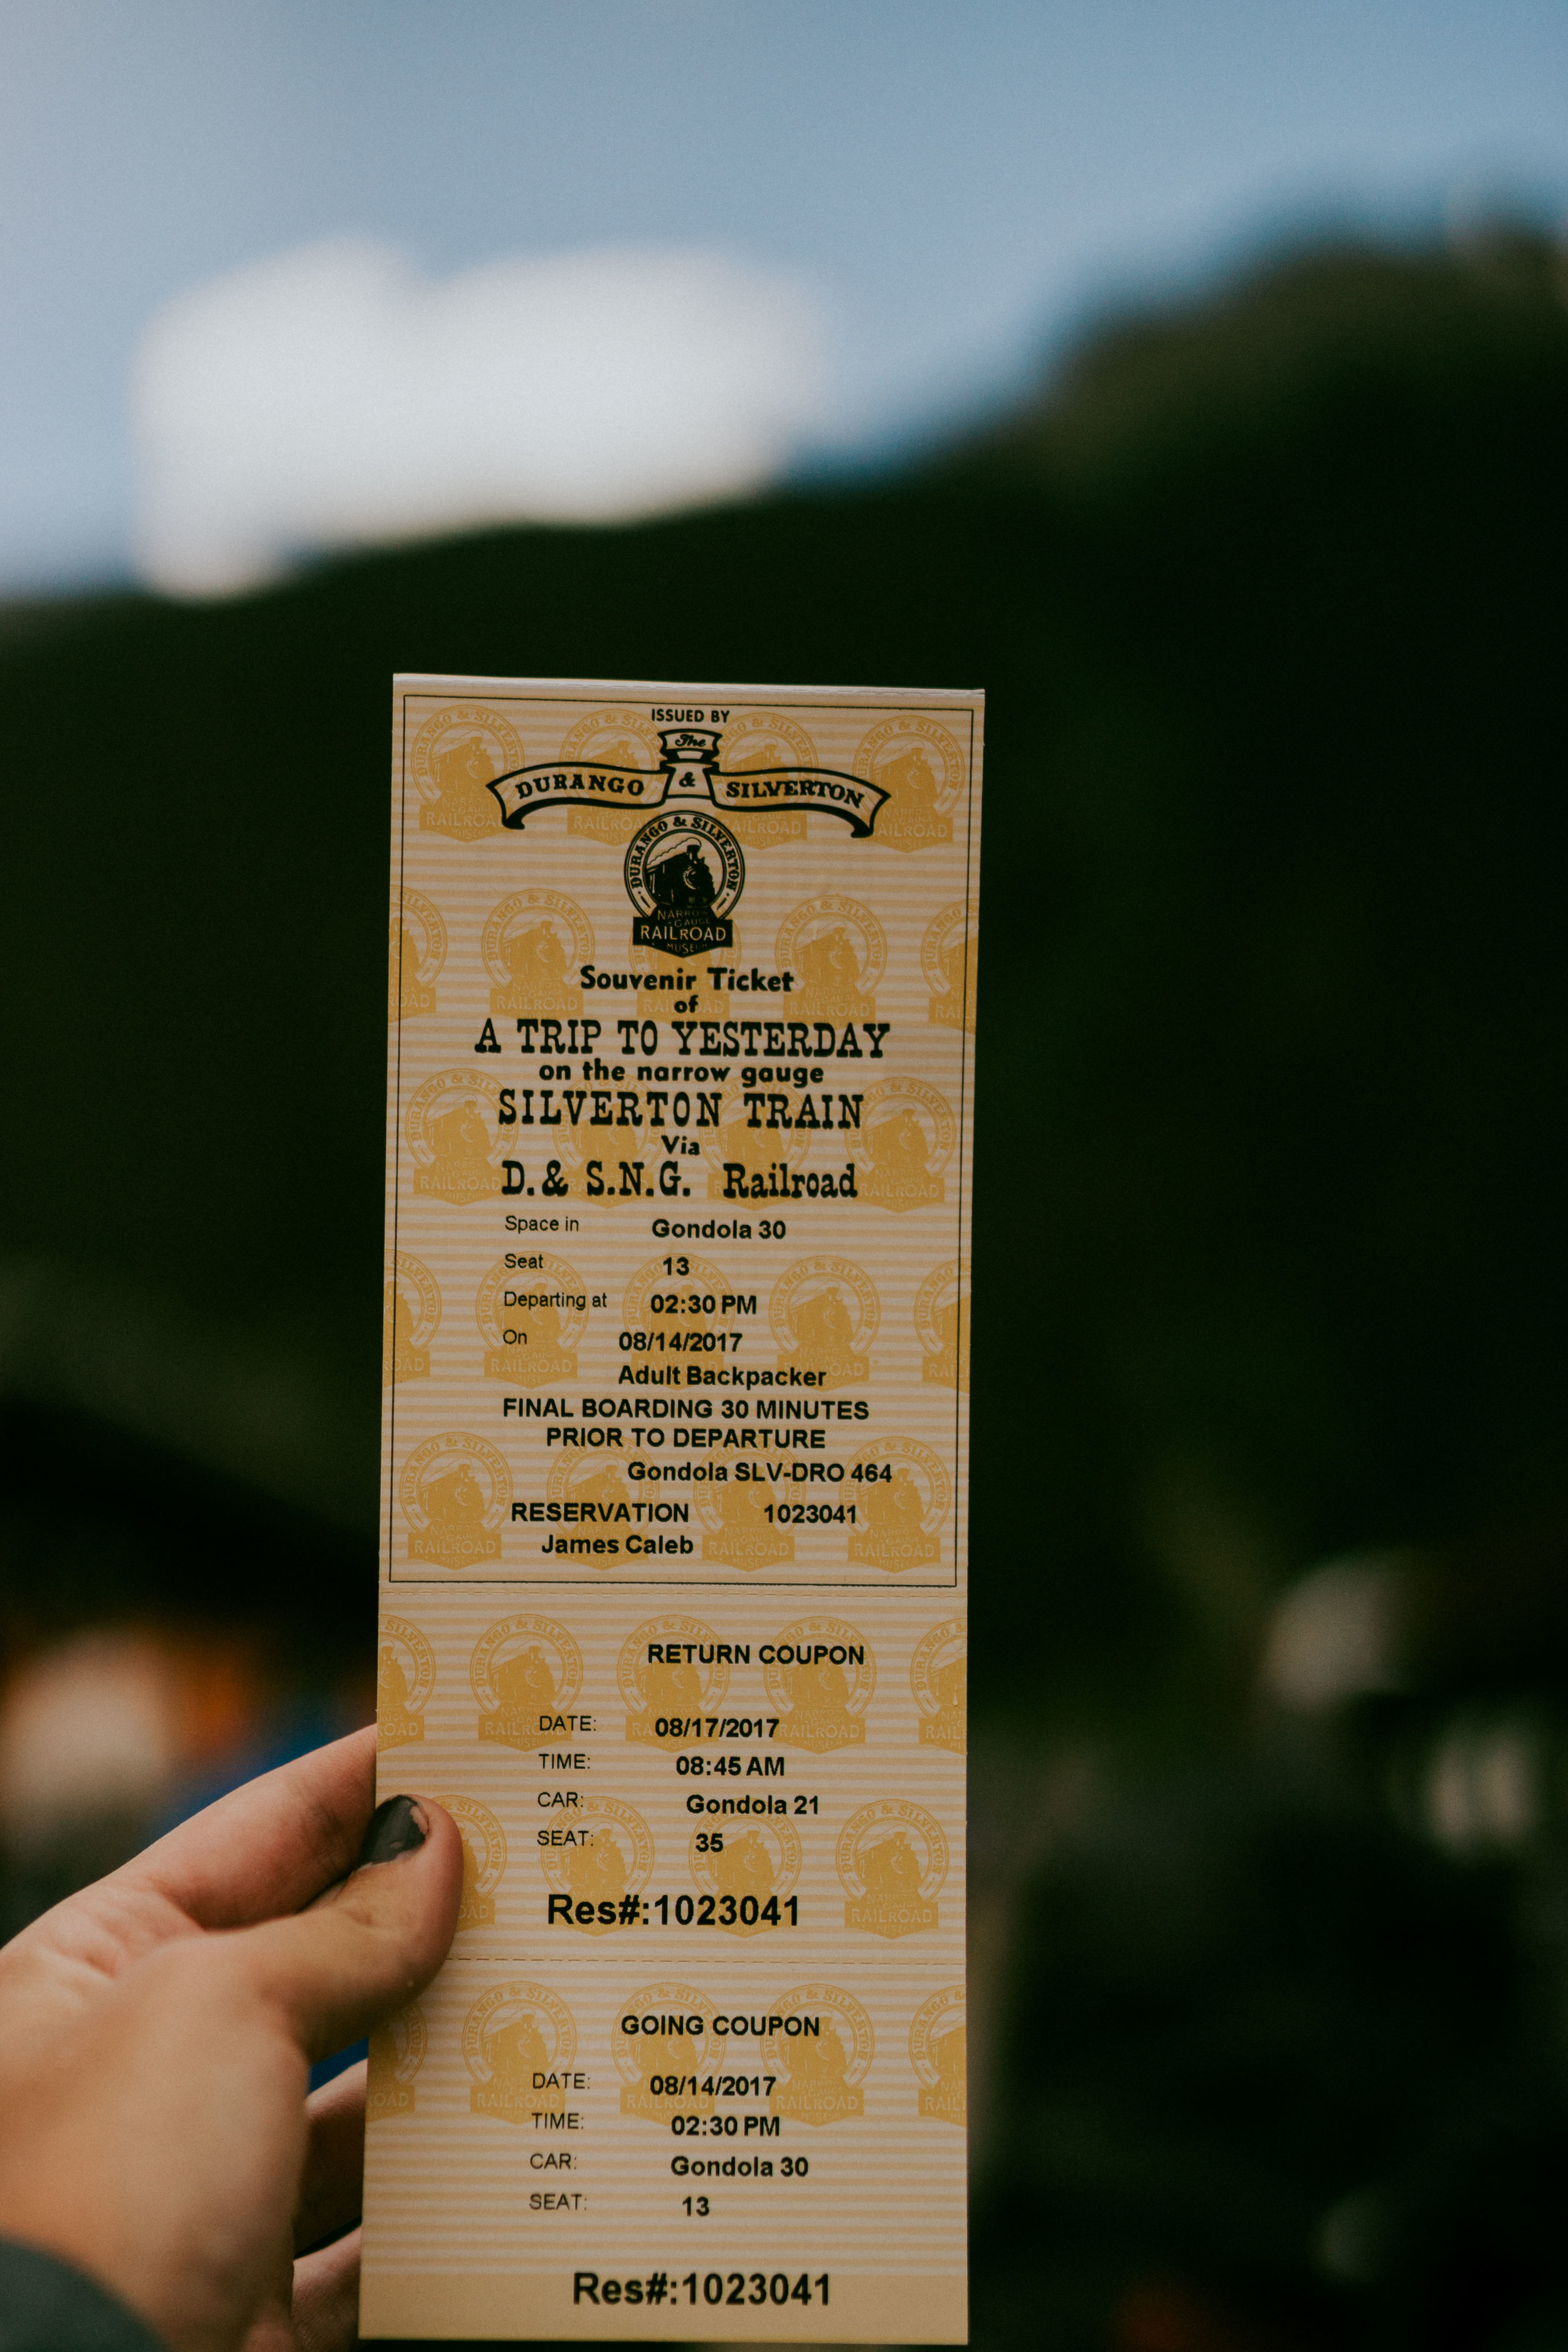 ISSUED BY
The
DURANGO & SILVERTON
DURANGO & SILVERTON
NARROW
GAUGE
RAILROAD
MUSEUM
Souvenir Ticket
of
A TRIP TO YESTERDAY
on the narrow gauge
SILVERTON TRAIN
Via
D. & S.N.G. Railroad
Space in Gondola 30
Seat 13
Departing at 02:30 PM
On 08/14/2017
Adult Backpacker
FINAL BOARDING 30 MINUTES
PRIOR TO DEPARTURE
Gondola SLV-DRO 464
RESERVATION 1023041
James Caleb
RETURN COUPON
DATE: 08/17/2017
TIME: 08:45 AM
CAR: Gondola 21
SEAT: 35
Res#:1023041
GOING COUPON
DATE: 08/14/2017
TIME: 02:30 PM
CAR: Gondola 30
SEAT: 13
Res#:1023041